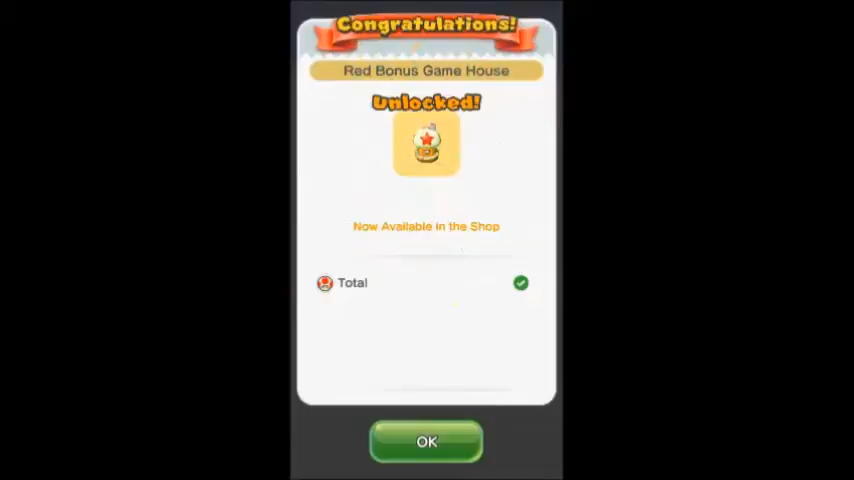 Congratulations!
Red Bonus Game House
Unlocked!
Now Available in the Shop
Total
OK